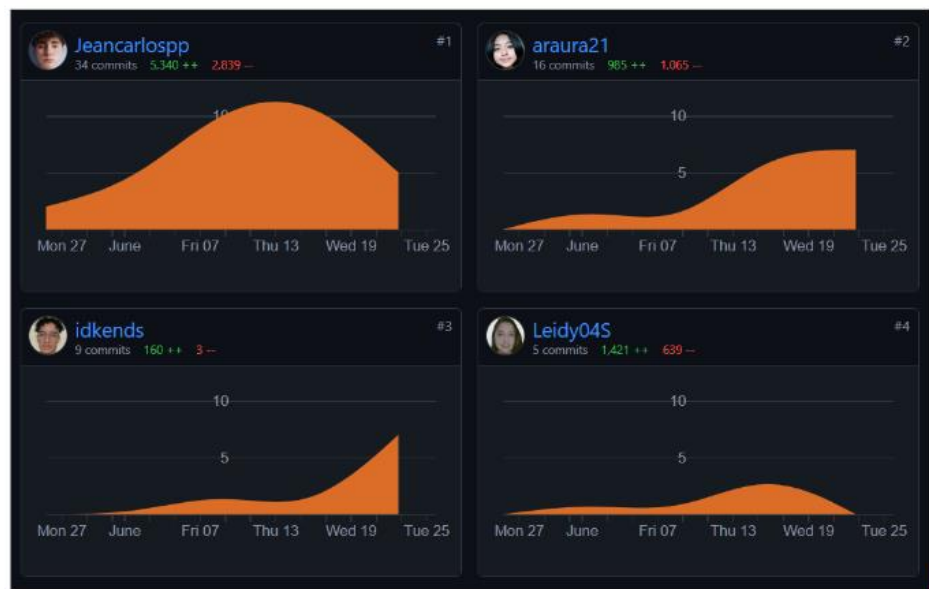 Jeancarlospp #1
34 commits 5,340 ++ 2,839 --
10
Mon 27 June Fri 07 Thu 13 Wed 19 Tue 25
araura21 #2
16 commits 985 ++ 1,065 --
10
5
Mon 27 June Fri 07 Thu 13 Wed 19 Tue 25
idkends #3
9 commits 160 ++ 3 --
10
5
Mon 27 June Fri 07 Thu 13 Wed 19 Tue 25
Leidy04S #4
5 commits 1,421 ++ 639 --
10
5
Mon 27 June Fri 07 Thu 13 Wed 19 Tue 25